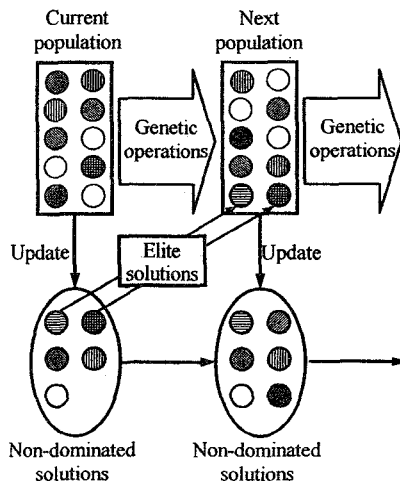 Current
population
Next
population
Genetic
operations
Genetic
operations
Update
Elite
solutions
Update
Non-dominated
solutions
Non-dominated
solutions